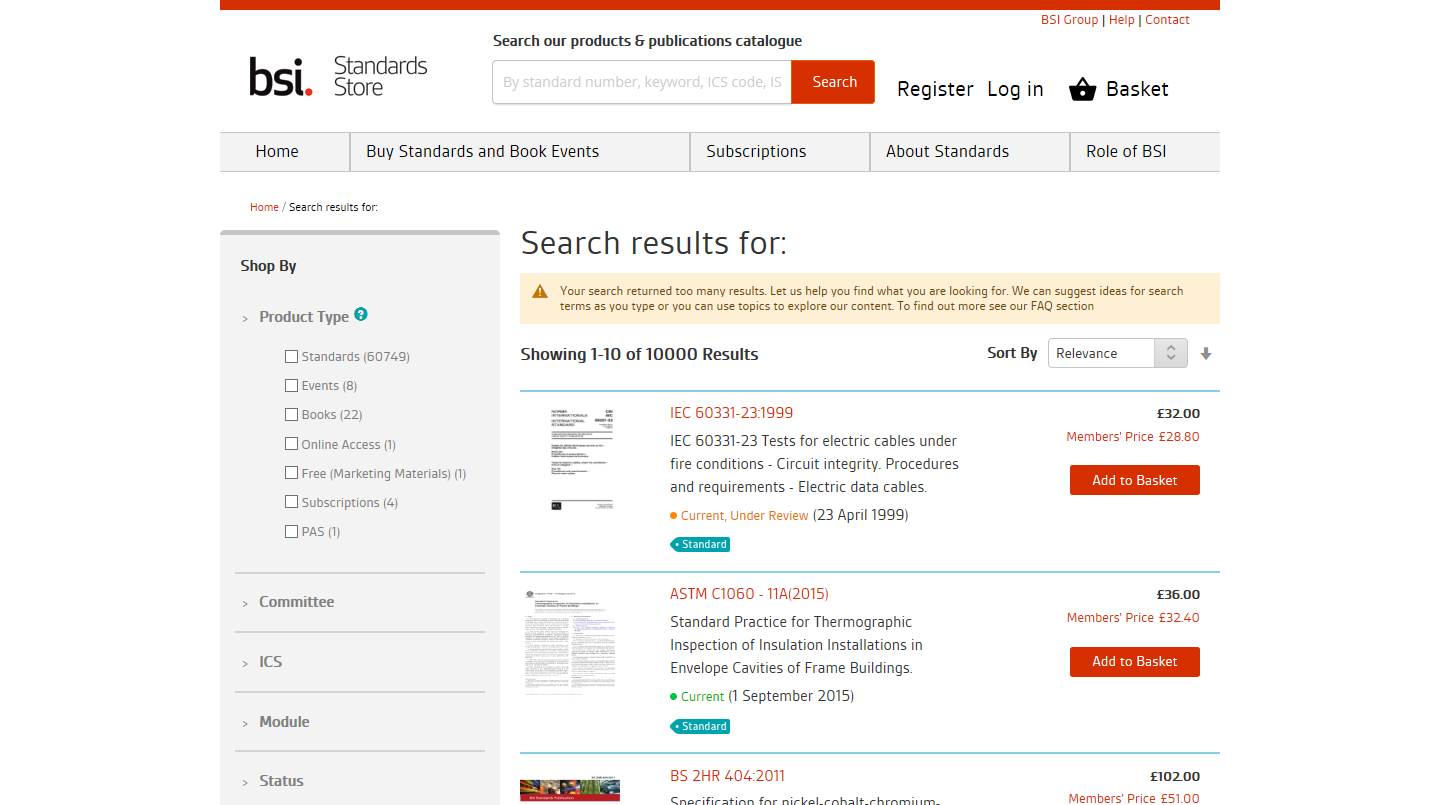 BSI Group | Help | Contact
bsi. Standards Store
Search our products & publications catalogue
By standard number, keyword, ICS code, IS
Search
Register
Log in
Basket
Home
Buy Standards and Book Events
Subscriptions
About Standards
Role of BSI
Home / Search results for:
Shop By
Product Type ?
Standards (60749)
Events (8)
Books (22)
Online Access (1)
Free (Marketing Materials) (1)
Subscriptions (4)
PAS (1)
Committee
ICS
Module
Status
Search results for:
Your search returned too many results. Let us help you find what you are looking for. We can suggest ideas for search
terms as you type or you can use topics to explore our content. To find out more see our FAQ section
Showing 1-10 of 10000 Results
Sort By
Relevance
IEC 60331-23:1999
IEC 60331-23 Tests for electric cables under
fire conditions - Circuit integrity. Procedures
and requirements - Electric data cables.
Current, Under Review (23 April 1999)
Standard
£32.00
Members' Price £28.80
Add to Basket
ASTM C1060 - 11A(2015)
Standard Practice for Thermographic
Inspection of Insulation Installations in
Envelope Cavities of Frame Buildings.
Current (1 September 2015)
Standard
£36.00
Members' Price £32.40
Add to Basket
BS 2HR 404:2011
Specification for nickel-cobalt-chromium-
£102.00
Members' Price £51.00